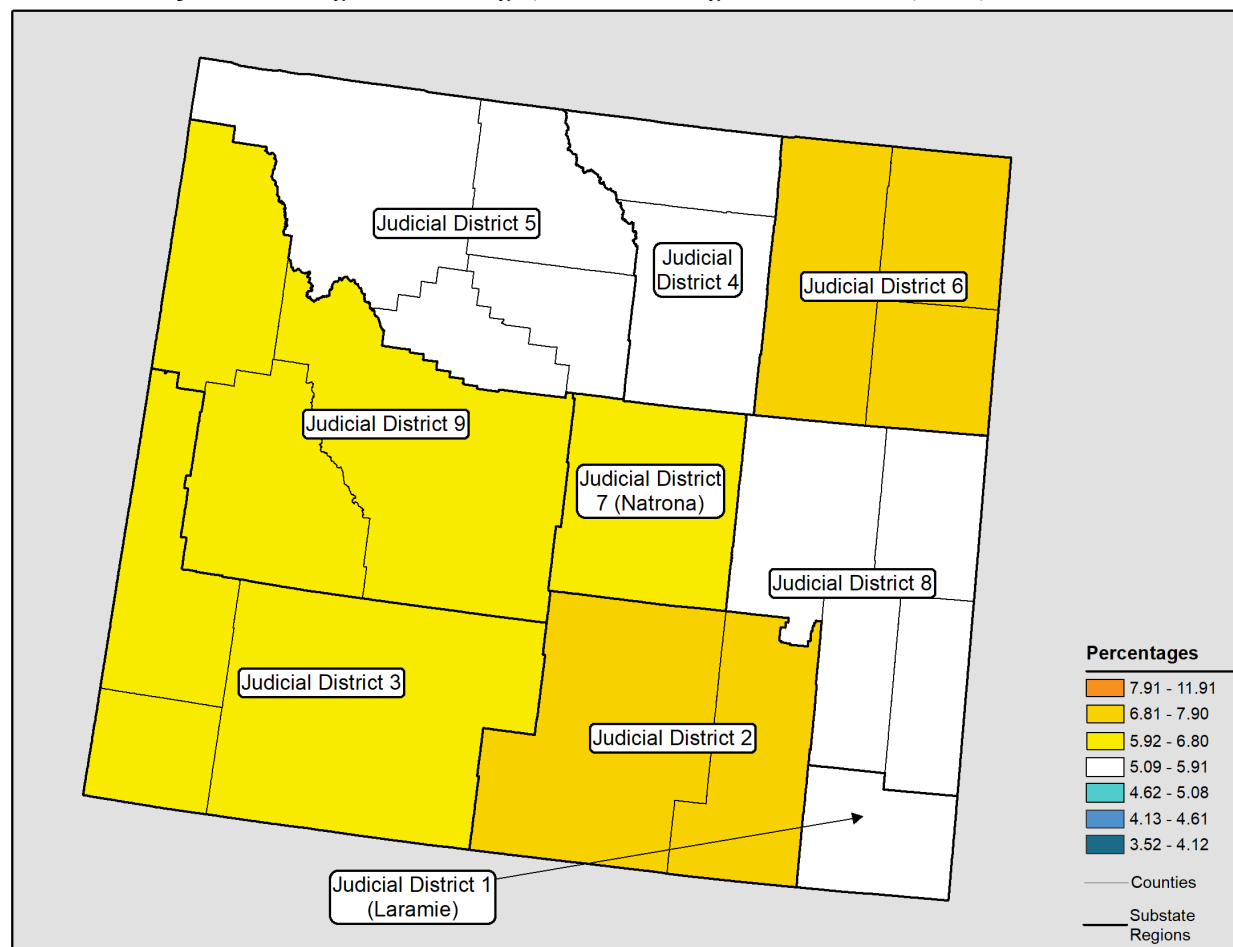 Judicial District 5
Judicial
District 4
Judicial District 6
Judicial District 9
Judicial District
7 (Natrona)
Judicial District 8
Judicial District 3
Judicial District 2
Judicial District 1
(Laramie)
Percentages
7.91 - 11.91
6.81 - 7.90
5.92 - 6.80
5.09 - 5.91
4.62 - 5.08
4.13 - 4.61
3.52 - 4.12
Counties
Substate
Regions